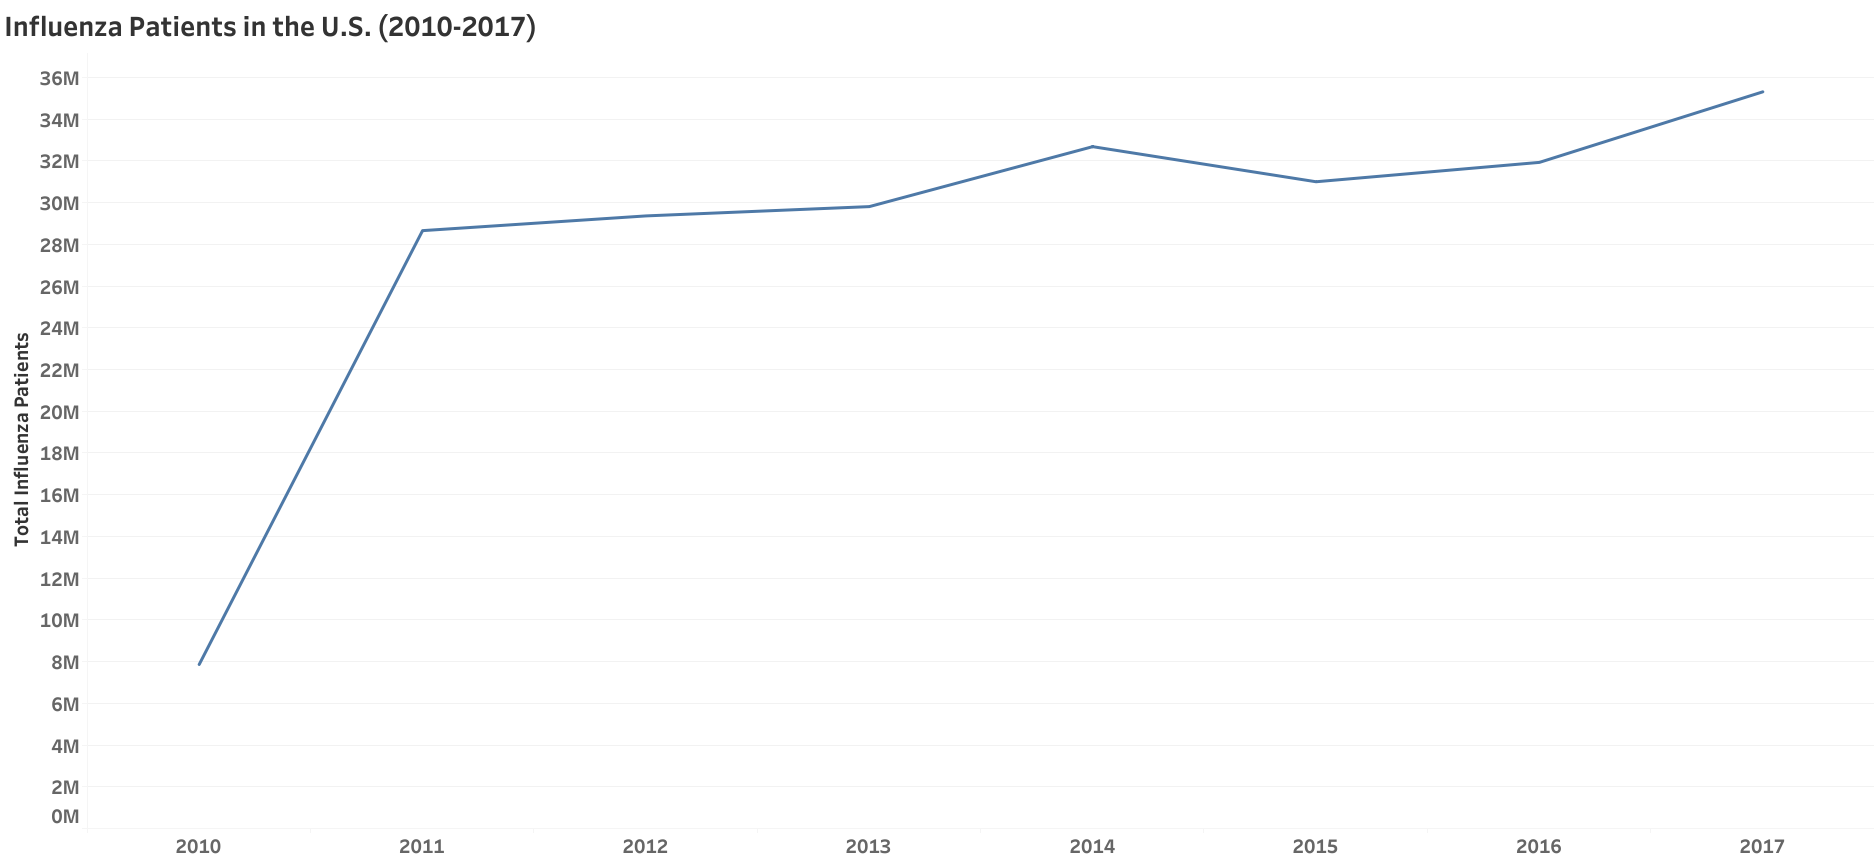 Influenza Patients in the U.S. (2010-2017)
Total Influenza Patients
36M
34M
32M
30M
28M
26M
24M
22M
20M
18M
16M
14M
12M
10M
8M
6M
4M
2M
0M
2010 2011 2012 2013 2014 2015 2016 2017